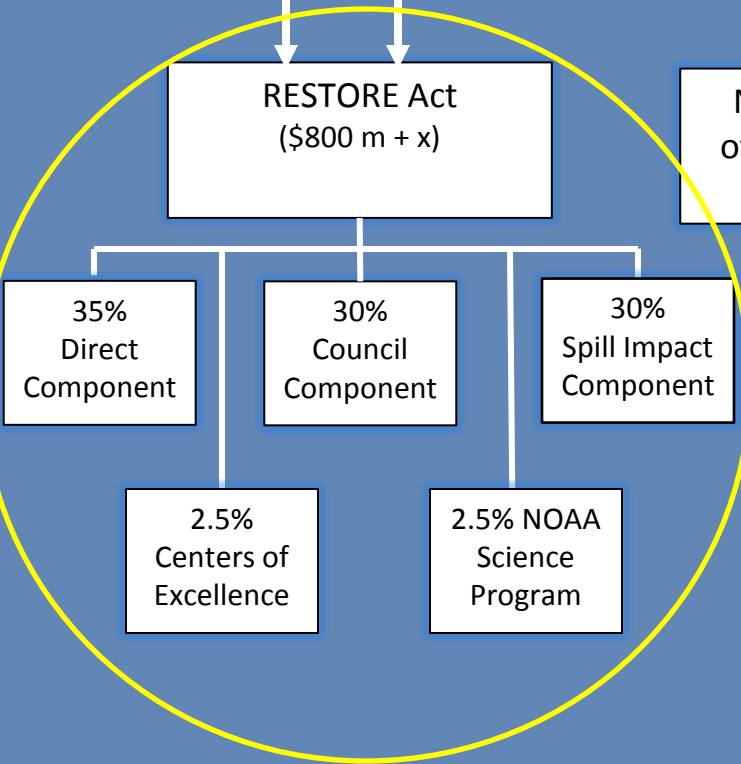 RESTORE Act
($800 m + x)
35%
Direct
Component
30%
Council
Component
30%
Spill Impact
Component
2.5%
Centers of
Excellence
2.5% NOAA
Science
Program